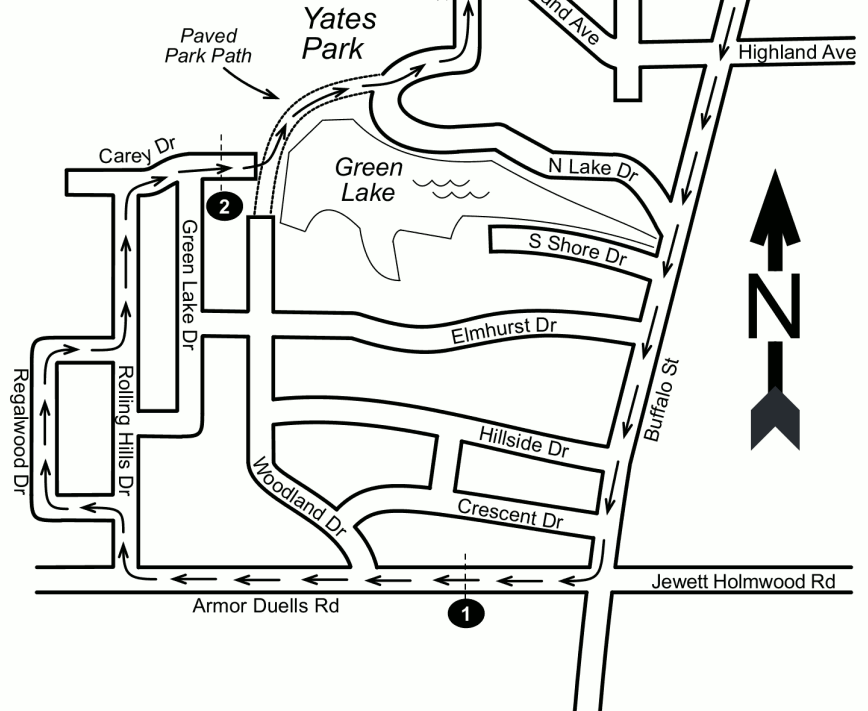 Yates
Park
Paved
Park Path
and Ave
Highland Ave
Carey Dr
N Lake Dr
Green
Lake
2
S Shore Dr
N
Green Lake Dr
Elmhurst Dr
Buffalo St
Regalwood Dr
Rolling Hills Dr
Hillside Dr
Woodland Dr
Crescent Dr
Jewett Holmwood Rd
Armor Duells Rd
1